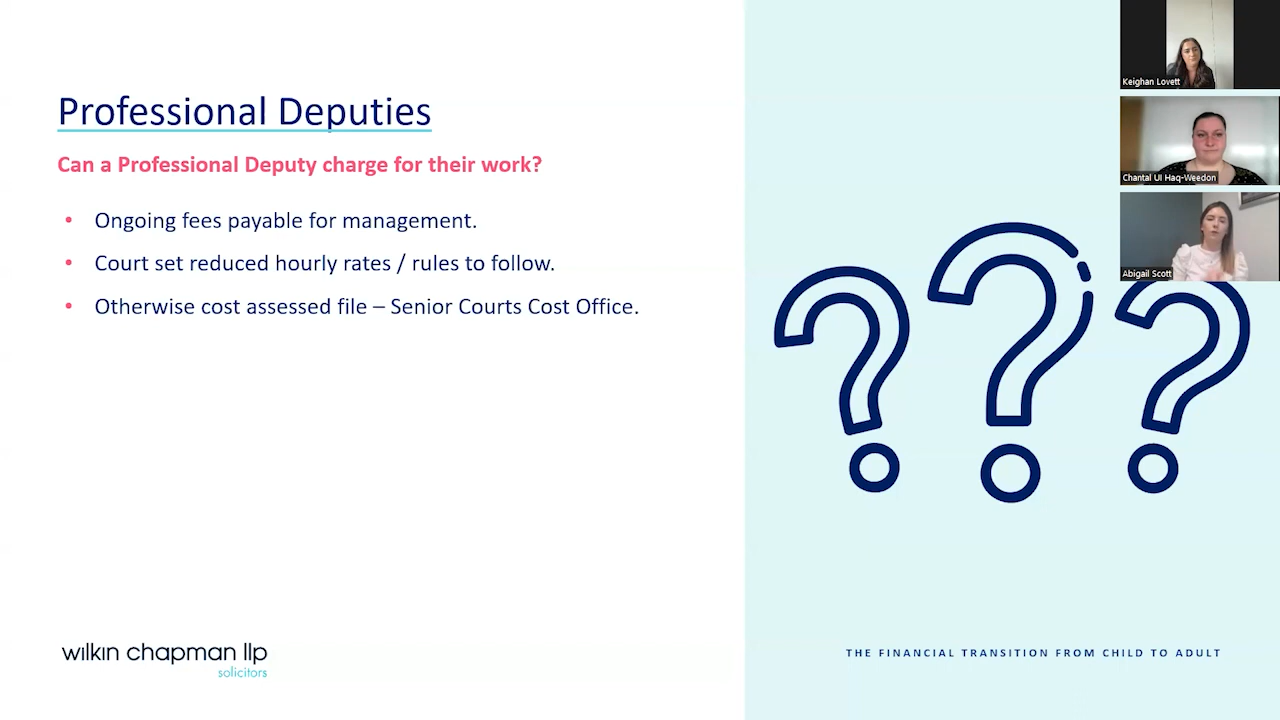 Professional Deputies
Can a Professional Deputy charge for their work?
• Ongoing fees payable for management.
• Court set reduced hourly rates / rules to follow.
• Otherwise cost assessed file – Senior Courts Cost Office.
wilkin chapman llp
solicitors
THE FINANCIAL TRANSITION FROM CHILD TO ADULT
Keighan Lovett
Chantal Ul Haq-Weedon
Abigail Scott